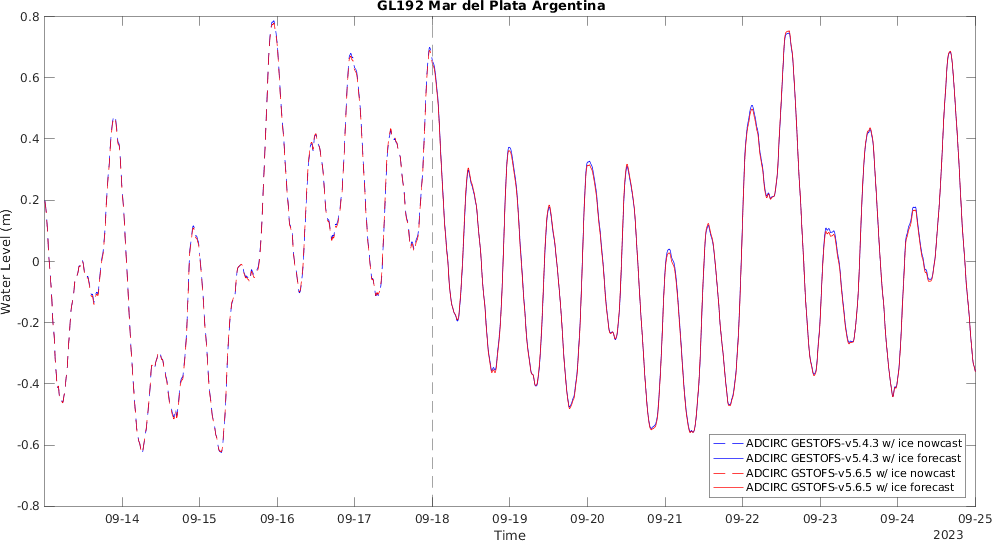 GL192 Mar del Plata Argentina
0.8
0.6
0.4
0.2
0
-0.2
-0.4
-0.6
-0.8
Water Level (m)
ADCIRC GESTOFS-v5.4.3 w/ ice nowcast
ADCIRC GESTOFS-v5.4.3 w/ ice forecast
ADCIRC GSTOFS-v5.6.5 w/ ice nowcast
ADCIRC GSTOFS-v5.6.5 w/ ice forecast
09-14 09-15 09-16 09-17 09-18 09-19 09-20 09-21 09-22 09-23 09-24 09-25
Time
2023